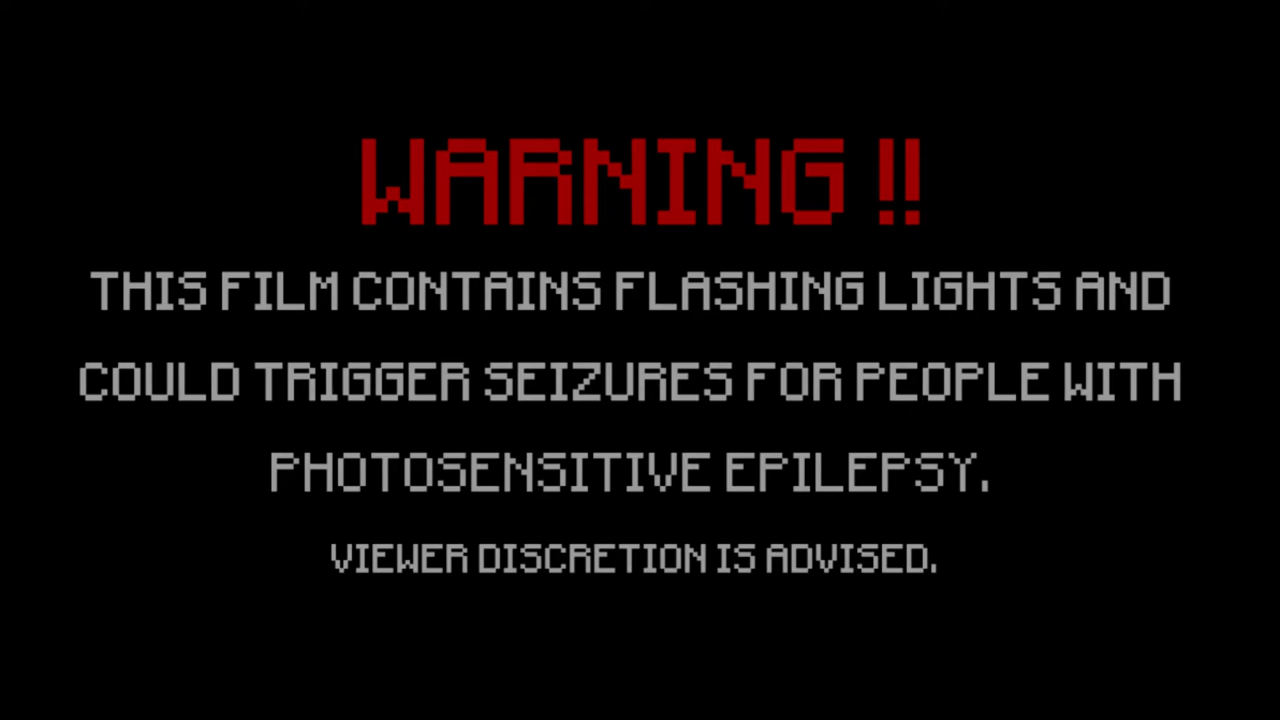 WARNING !!
THIS FILM CONTAINS FLASHING LIGHTS AND
COULD TRIGGER SEIZURES FOR PEOPLE WITH
PHOTOSENSITIVE EPILEPSY.
VIEWER DISCRETION IS ADVISED.